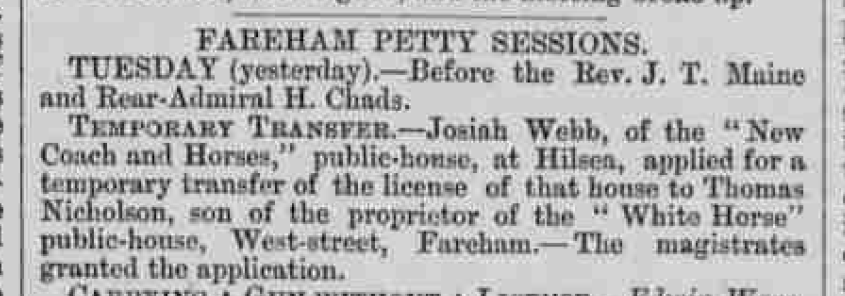 FAREHAM PETTY SESSIONS.
TUESDAY (yesterday).—Before the Rev. J. T. Maine
and Rear-Admiral H. Chads.
TEMPORARY TRANSFER.—Josiah Webb, of the "New
Coach and Horses," public-house, at Hilsea, applied for a
temporary transfer of the license of that house to Thomas
Nicholson, son of the proprietor of the "White Horse"
public-house, West-street, Fareham.—The magistrates
granted the application.